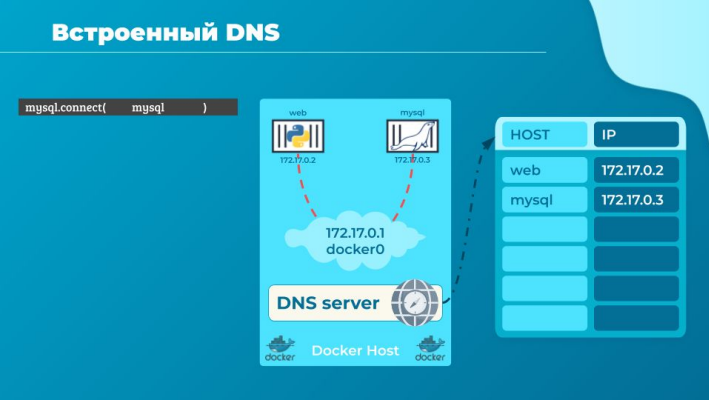 Встроенный DNS
mysql.connect( mysql )
web
mysql
172.17.0.2
172.17.0.3
172.17.0.1
docker0
DNS server
docker
Docker Host
docker
HOST IP
web 172.17.0.2
mysql 172.17.0.3